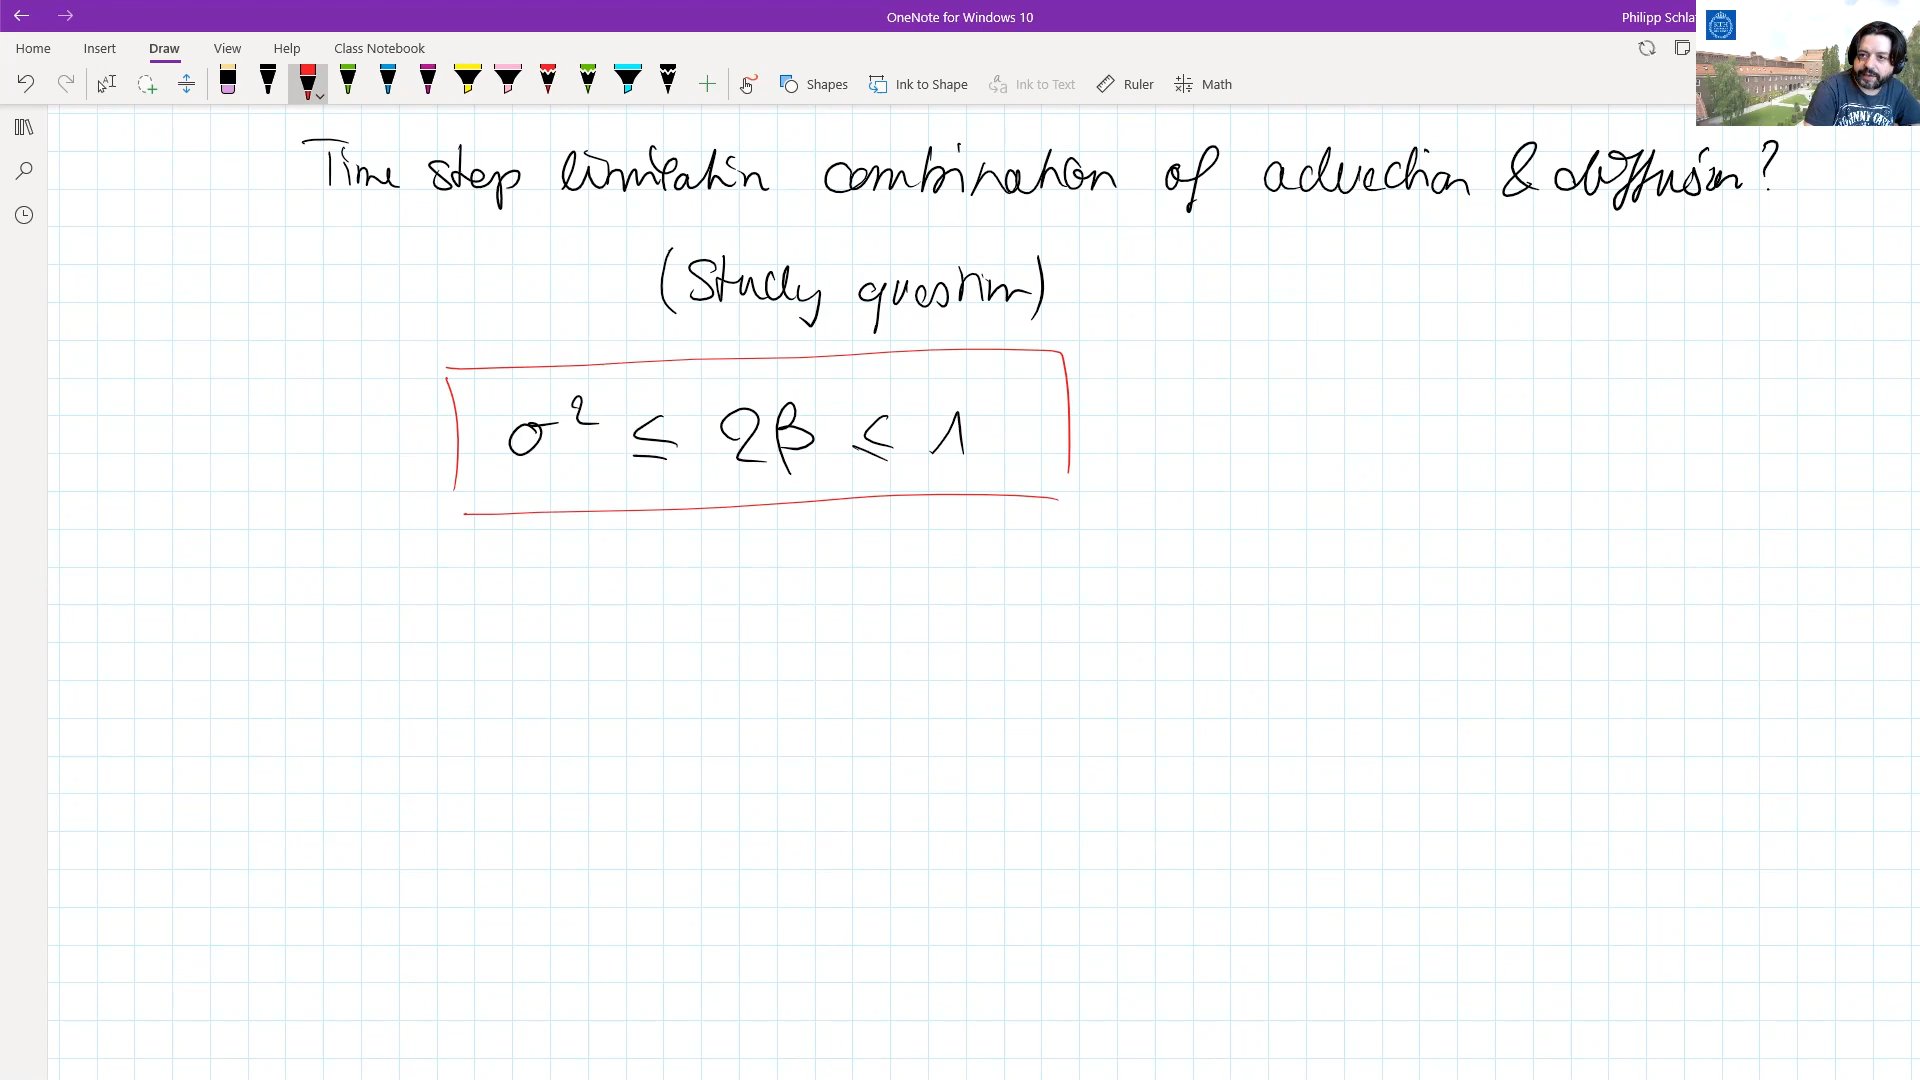 OneNote for Windows 10
Philipp Schla
Home Insert Draw View Help Class Notebook
Shapes Ink to Shape Ink to Text Ruler Math
Time step limitation combination of advection & diffusion?
(Study question)
σ² ≤ 2β ≤ 1